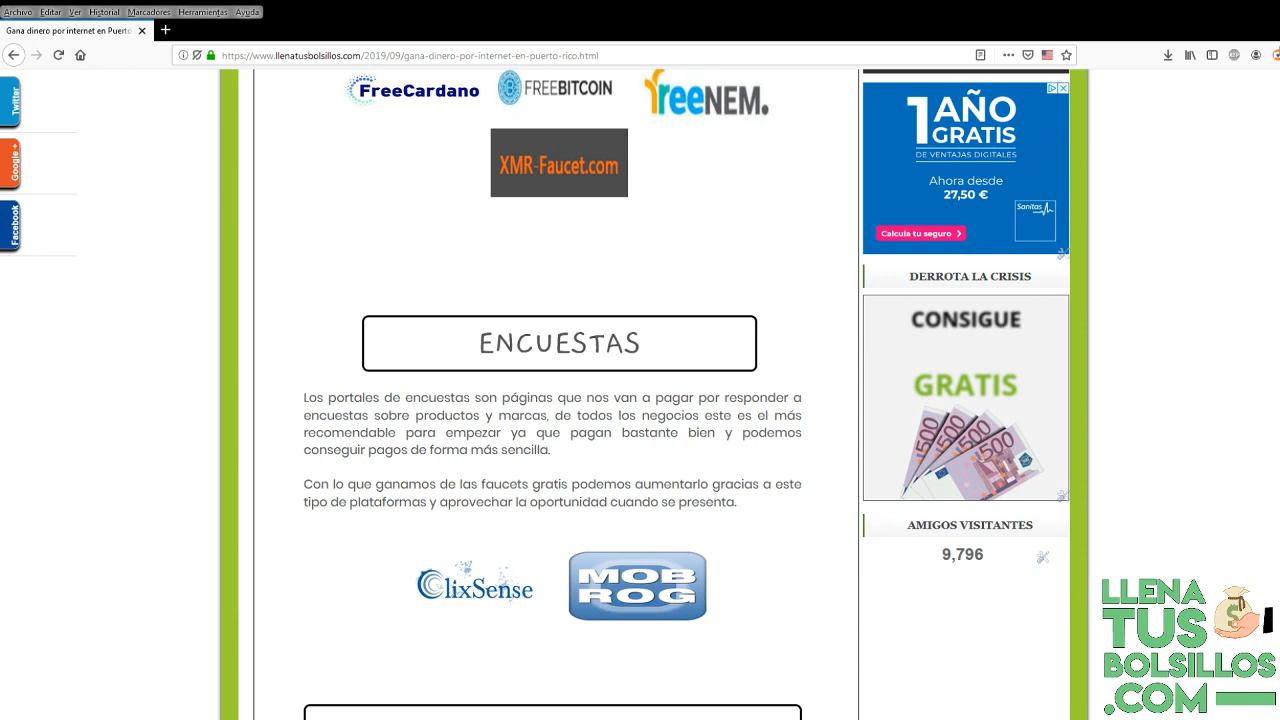 Archivo Editar Ver Historial Marcadores Herramientas Ayuda
Gana dinero por internet en Puerto
https://www.llenatusbolsillos.com/2019/09/gana-dinero-por-internet-en-puerto-rico.html
Twitter
Google +
Facebook
FreeCardano
FREEBITCOIN
freeNEM.
XMR-Faucet.com
ENCUESTAS
Los portales de encuestas son páginas que nos van a pagar por responder a
encuestas sobre productos y marcas, de todos los negocios este es el más
recomendable para empezar ya que pagan bastante bien y podemos
conseguir pagos de forma más sencilla.
Con lo que ganamos de las faucets gratis podemos aumentarlo gracias a este
tipo de plataformas y aprovechar la oportunidad cuando se presenta.
ClixSense
MOB
ROG
1 AÑO
GRATIS
DE VENTAJAS DIGITALES
Ahora desde
27,50 €
Sanitas
Calcula tu seguro
DERROTA LA CRISIS
CONSIGUE
GRATIS
500
500
500
500
AMIGOS VISITANTES
9,796
LLENA
TUS
BOLSILLOS
.COM